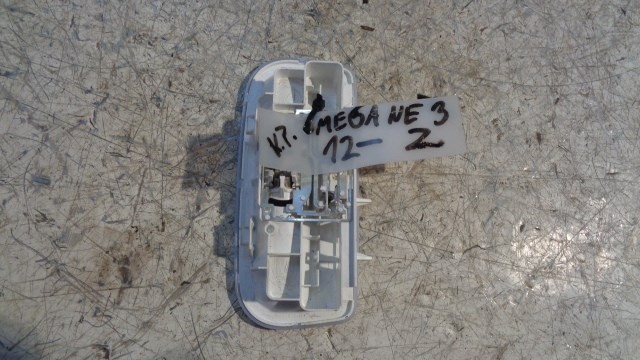 K.P. MEGANE 3
12- Z